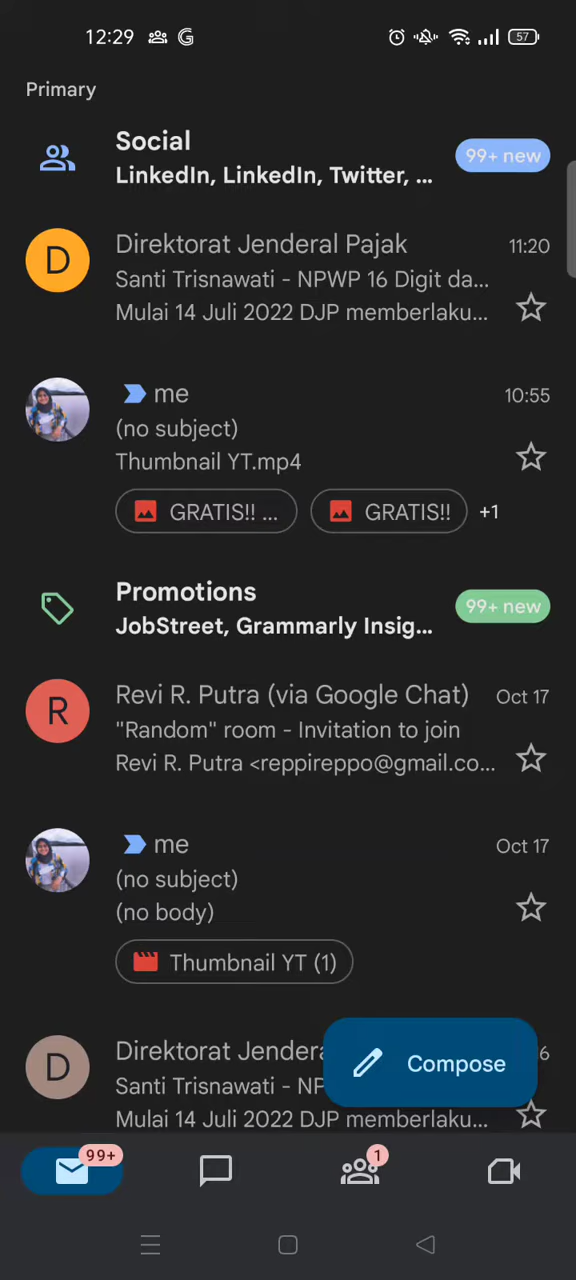 12:29
57
Primary
Social
99+ new
LinkedIn, LinkedIn, Twitter, ...
D
Direktorat Jenderal Pajak
11:20
Santi Trisnawati - NPWP 16 Digit da...
Mulai 14 Juli 2022 DJP memberlaku...
me
10:55
(no subject)
Thumbnail YT.mp4
GRATIS!! ...
GRATIS!!
+1
Promotions
99+ new
JobStreet, Grammarly Insig...
R
Revi R. Putra (via Google Chat)
Oct 17
"Random" room - Invitation to join
Revi R. Putra <reppireppo@gmail.co...
me
Oct 17
(no subject)
(no body)
Thumbnail YT (1)
D
Direktorat Jender
6
Compose
Santi Trisnawati - NP
Mulai 14 Juli 2022 DJP memberlaku...
99+
1